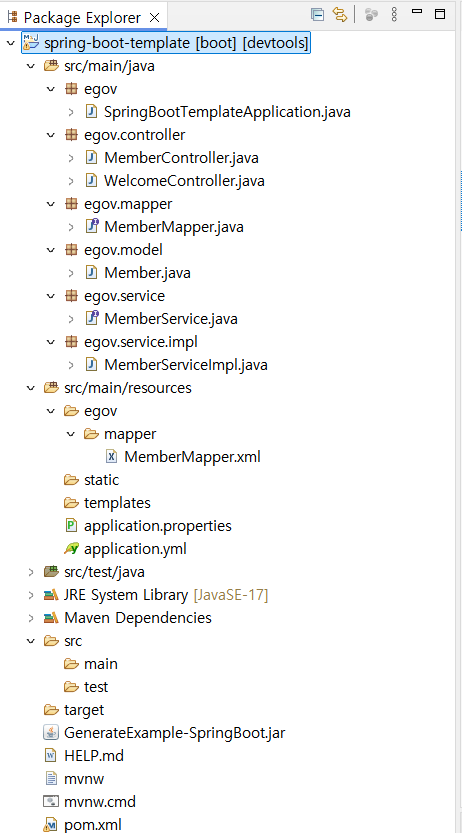 Package Explorer
spring-boot-template [boot] [devtools]
src/main/java
egov
SpringBootTemplateApplication.java
egov.controller
MemberController.java
WelcomeController.java
egov.mapper
MemberMapper.java
egov.model
Member.java
egov.service
MemberService.java
egov.service.impl
MemberServiceImpl.java
src/main/resources
egov
mapper
MemberMapper.xml
static
templates
application.properties
application.yml
src/test/java
JRE System Library [JavaSE-17]
Maven Dependencies
src
main
test
target
GenerateExample-SpringBoot.jar
HELP.md
mvnw
mvnw.cmd
pom.xml